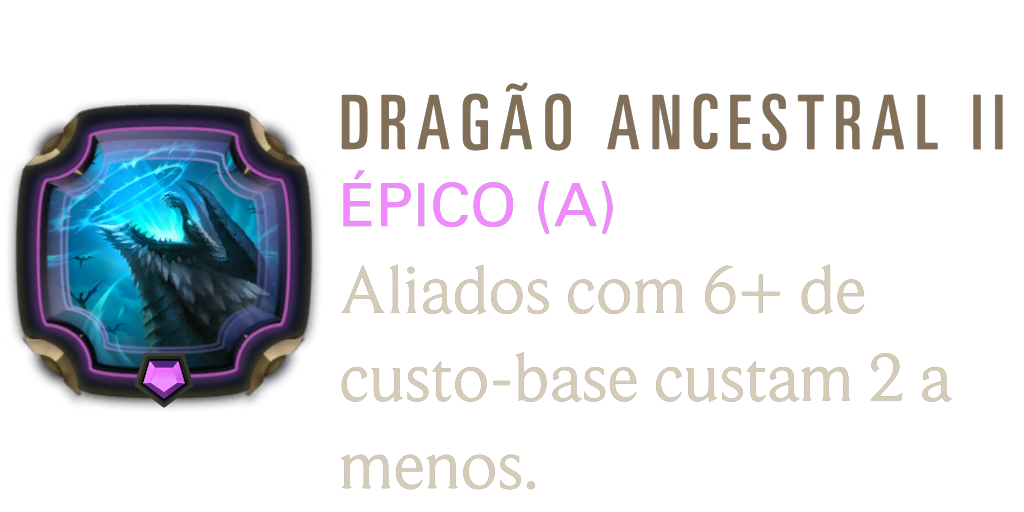 DRAGÃO ANCESTRAL II
ÉPICO (A)
Aliados com 6+ de
custo-base custam 2 a
menos.